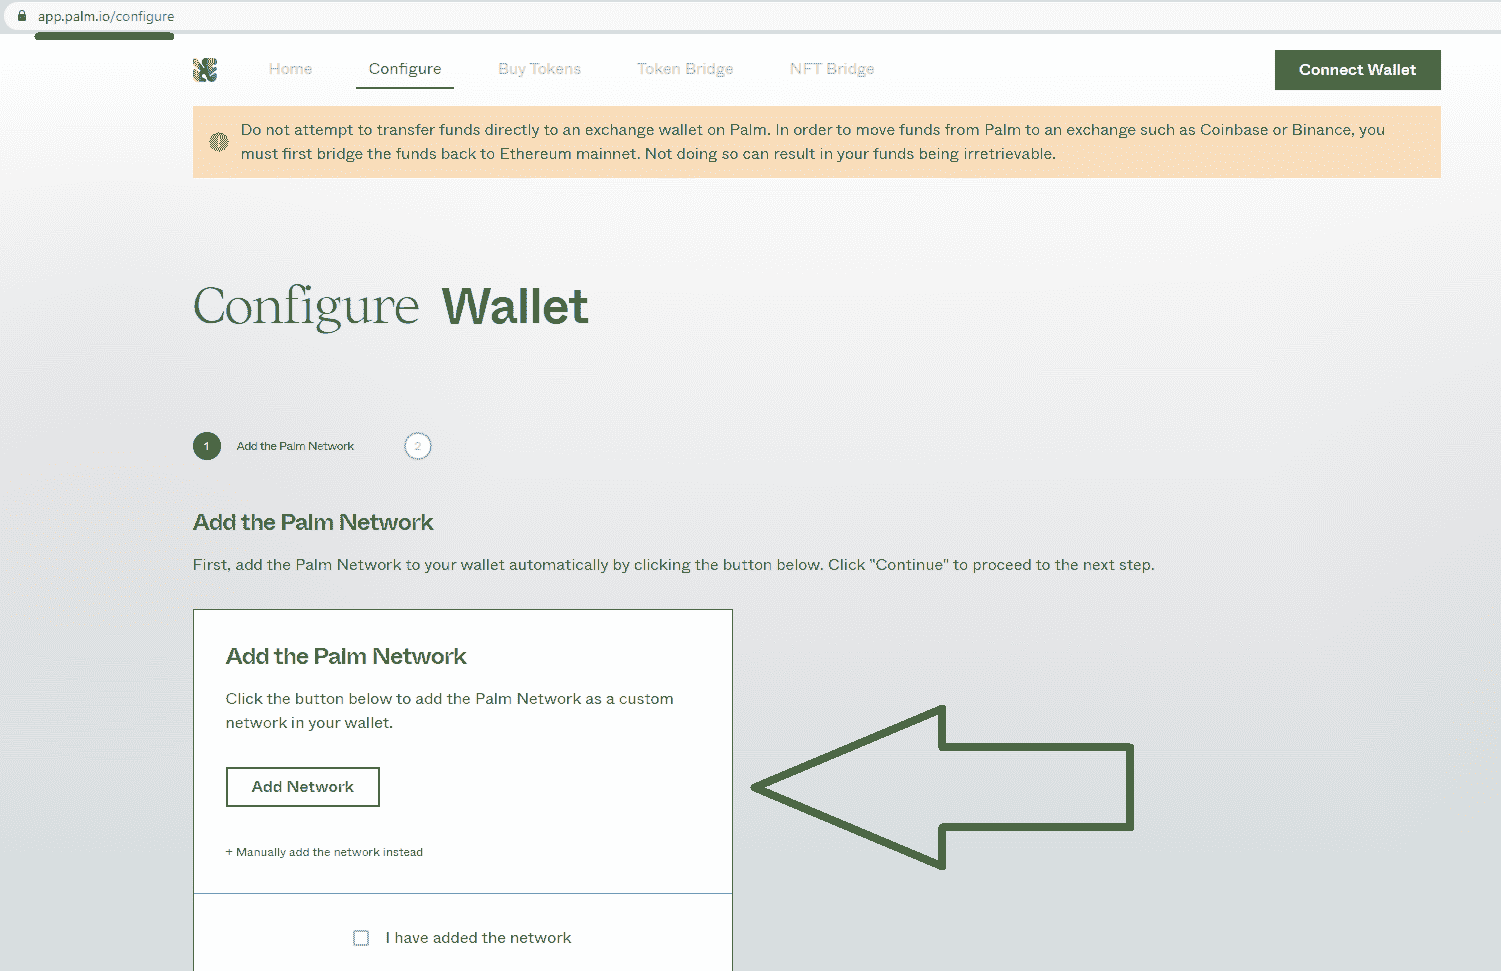 app.palm.io/configure
Home Configure Buy Tokens Token Bridge NFT Bridge Connect Wallet
Do not attempt to transfer funds directly to an exchange wallet on Palm. In order to move funds from Palm to an exchange such as Coinbase or Binance, you
must first bridge the funds back to Ethereum mainnet. Not doing so can result in your funds being irretrievable.
Configure Wallet
1 Add the Palm Network 2
Add the Palm Network
First, add the Palm Network to your wallet automatically by clicking the button below. Click "Continue" to proceed to the next step.
Add the Palm Network
Click the button below to add the Palm Network as a custom
network in your wallet.
Add Network
+ Manually add the network instead
I have added the network